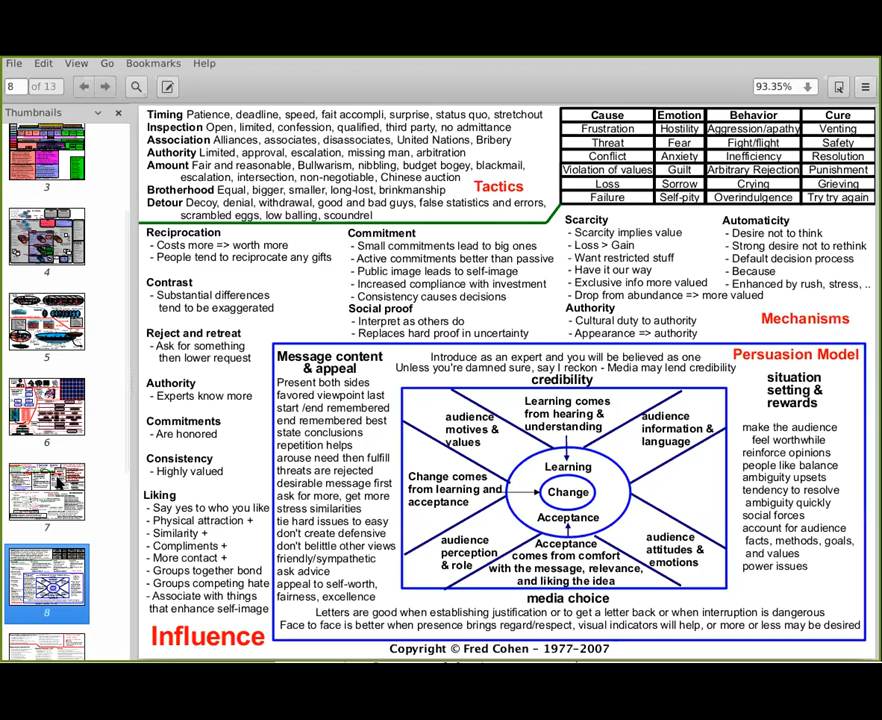 File Edit View Go Bookmarks Help
8 of 13
93.35%
Thumbnails
3
4
5
6
7
8
Timing Patience, deadline, speed, fait accompli, surprise, status quo, stretchout
Inspection Open, limited, confession, qualified, third party, no admittance
Association Alliances, associates, disassociates, United Nations, Bribery
Authority Limited, approval, escalation, missing man, arbitration
Amount Fair and reasonable, Bullwarism, nibbling, budget bogey, blackmail,
escalation, intersection, non-negotiable, Chinese auction
Brotherhood Equal, bigger, smaller, long-lost, brinkmanship
Detour Decoy, denial, withdrawal, good and bad guys, false statistics and errors,
scrambled eggs, low balling, scoundrel
Tactics
Cause Emotion Behavior Cure
Frustration Hostility Aggression/apathy Venting
Threat Fear Fight/flight Safety
Conflict Anxiety Inefficiency Resolution
Violation of values Guilt Arbitrary Rejection Punishment
Loss Sorrow Crying Grieving
Failure Self-pity Overindulgence Try try again
Reciprocation
- Costs more => worth more
- People tend to reciprocate any gifts
Contrast
- Substantial differences
tend to be exaggerated
Reject and retreat
- Ask for something
then lower request
Authority
- Experts know more
Commitments
- Are honored
Consistency
- Highly valued
Liking
- Say yes to who you like
- Physical attraction +
- Similarity +
- Compliments +
- More contact +
- Groups together bond
- Groups competing hate
- Associate with things
that enhance self-image
Influence
Commitment
- Small commitments lead to big ones
- Active commitments better than passive
- Public image leads to self-image
- Increased compliance with investment
- Consistency causes decisions
Social proof
- Interpret as others do
- Replaces hard proof in uncertainty
Scarcity
- Scarcity implies value
- Loss > Gain
- Want restricted stuff
- Have it our way
- Exclusive info more valued
- Drop from abundance => more valued
Authority
- Cultural duty to authority
- Appearance => authority
Automaticity
- Desire not to think
- Strong desire not to rethink
- Default decision process
- Because
- Enhanced by rush, stress, ..
Mechanisms
Persuasion Model
Message content
& appeal
Present both sides
favored viewpoint last
start /end remembered
end remembered best
state conclusions
repetition helps
arouse need then fulfill
threats are rejected
desirable message first
ask for more, get more
stress similarities
tie hard issues to easy
don't create defensive
don't belittle other views
friendly/sympathetic
ask advice
appeal to self-worth,
fairness, excellence
Introduce as an expert and you will be believed as one
Unless you're damned sure, say I reckon - Media may lend credibility
credibility
audience
motives &
values
Learning comes
from hearing &
understanding
audience
information &
language
Change comes
from learning and
acceptance
Learning
Change
Acceptance
audience
perception
& role
Acceptance
comes from comfort
with the message, relevance,
and liking the idea
audience
attitudes &
emotions
media choice
situation
setting &
rewards
make the audience
feel worthwhile
reinforce opinions
people like balance
ambiguity upsets
tendency to resolve
ambiguity quickly
social forces
account for audience
facts, methods, goals,
and values
power issues
Letters are good when establishing justification or to get a letter back or when interruption is dangerous
Face to face is better when presence brings regard/respect, visual indicators will help, or more or less may be desired
Copyright © Fred Cohen - 1977-2007